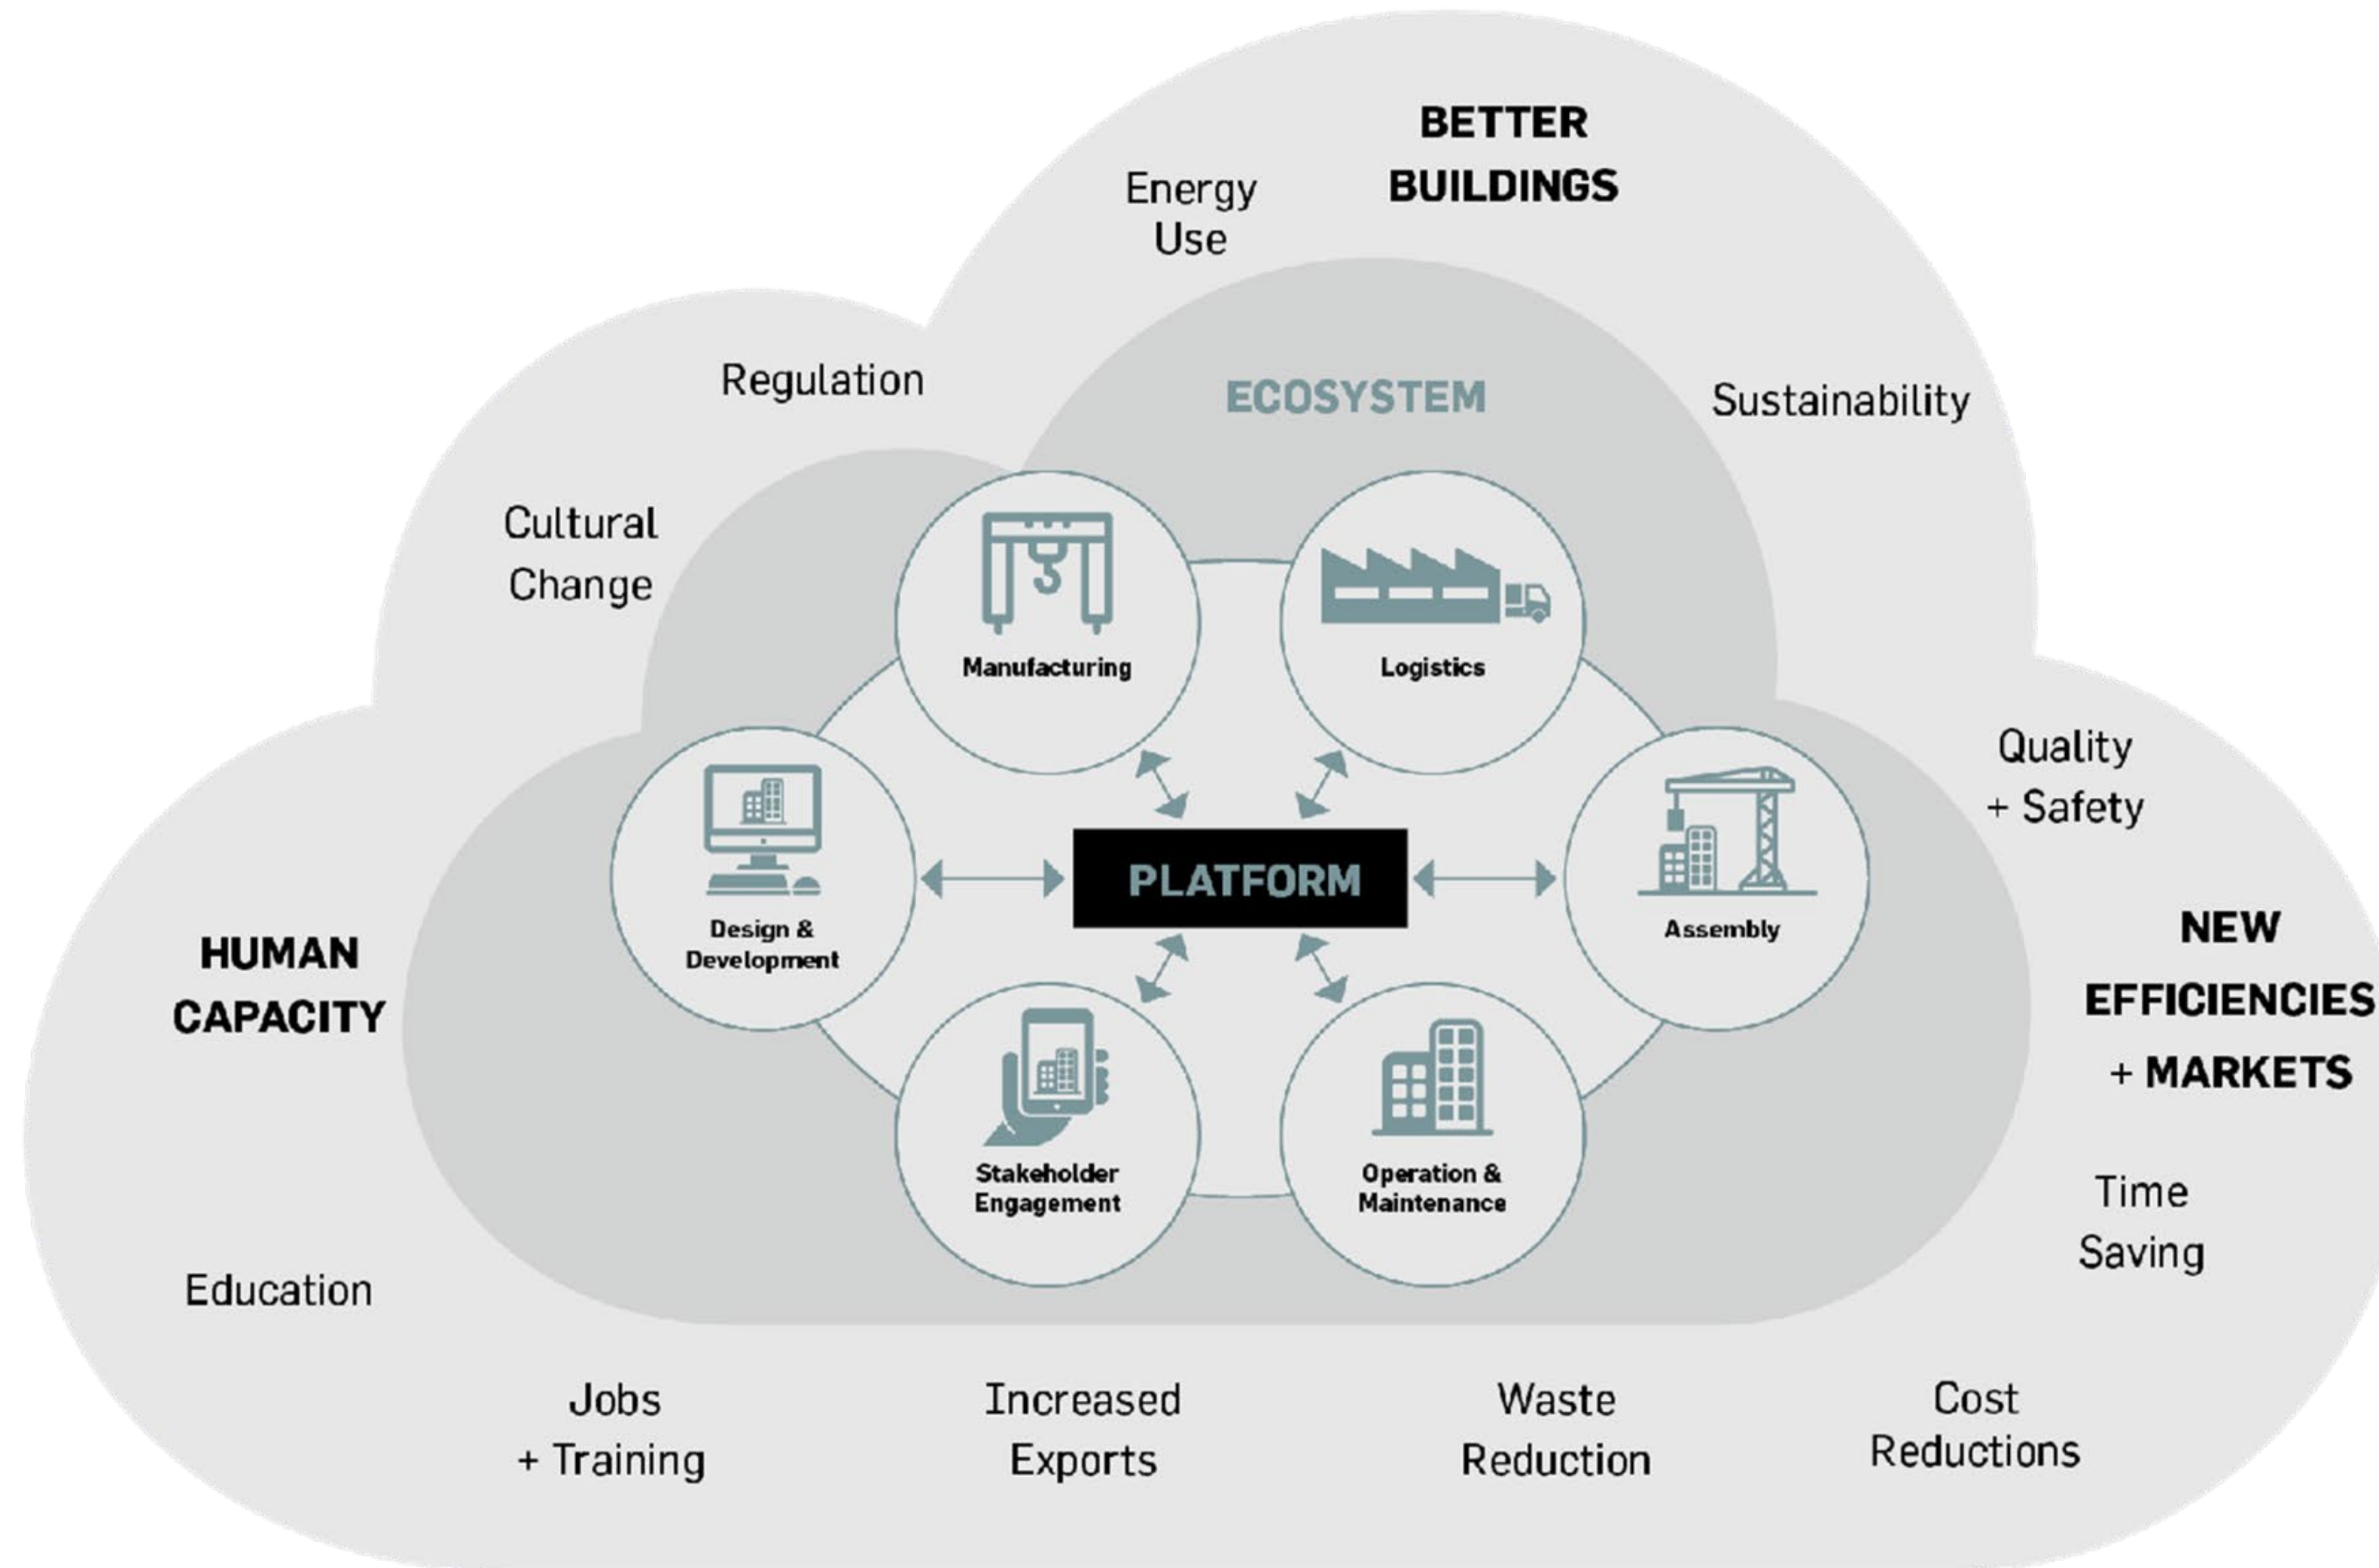 BETTER
BUILDINGS
Energy
Use
Regulation
ECOSYSTEM
Sustainability
Cultural
Change
Manufacturing
Logistics
Quality
+ Safety
PLATFORM
Design &
Development
Assembly
HUMAN
CAPACITY
NEW
EFFICIENCIES
+ MARKETS
Stakeholder
Engagement
Operation &
Maintenance
Time
Saving
Education
Jobs
+ Training
Increased
Exports
Waste
Reduction
Cost
Reductions